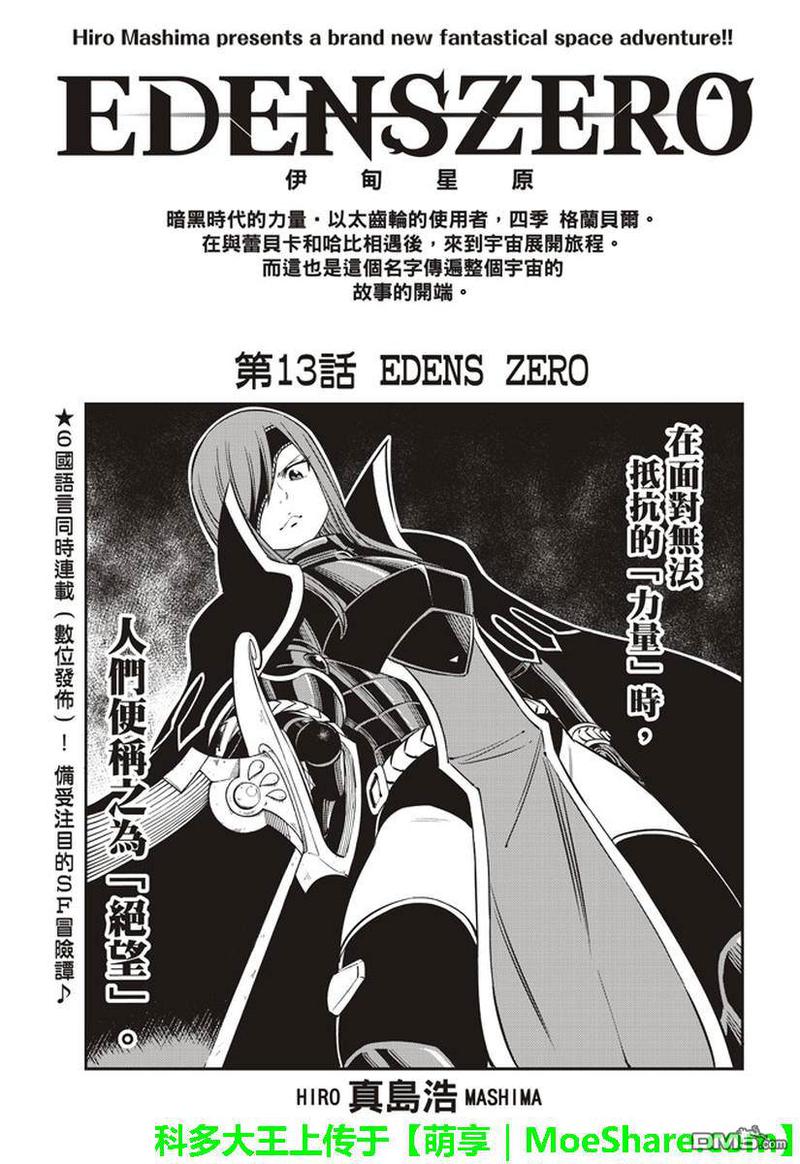 Hiro Mashima presents a brand new fantastical space adventure!!
EDENSZERO
伊甸星原
暗黑時代的力量・以太齒輪的使用者，四季 格蘭貝爾。
在與蕾貝卡和哈比相遇後，來到宇宙展開旅程。
而這也是這個名字傳遍整個宇宙的
故事的開端。
第13話 EDENS ZERO
★6國語言同時連載（數位發佈）！ 備受注目的SF冒險譚♪
在面對無法
抵抗的『力量』時，
人們便稱之為『絕望』。
HIRO 真島浩 MASHIMA
科多大王上传于【萌享｜MoeShare